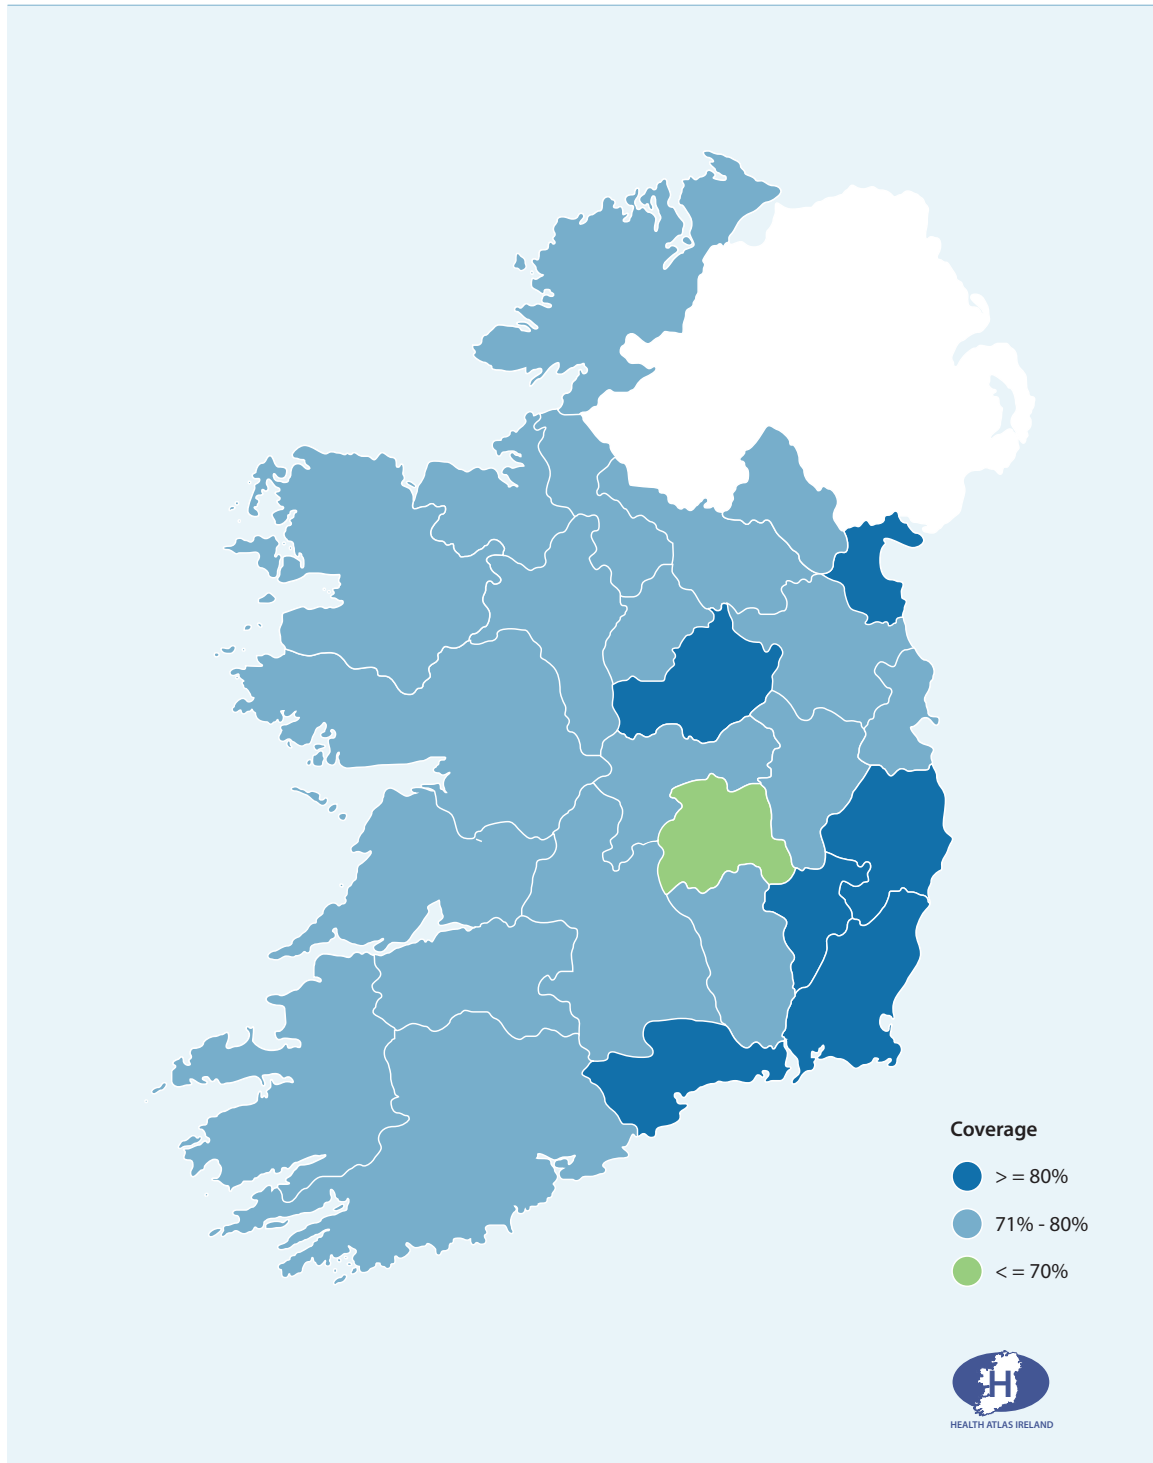 Coverage
> = 80%
71% - 80%
< = 70%
H
HEALTH ATLAS IRELAND